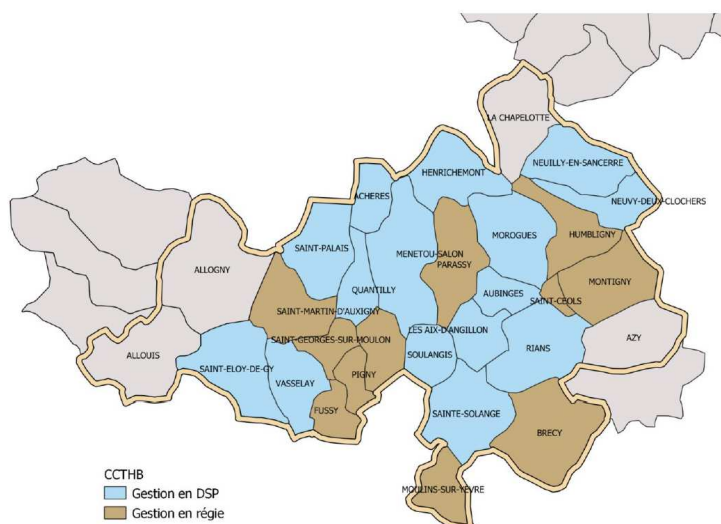 LA CHAPELOTTE
NEUILLY-EN-SANCERRE
HENRICHEMONT
ACHERES
NEUVY-DEUX-CLOCHERS
SAINT-PALAIS
MOROGUES
HUMBLIGNY
MENETOU-SALON
PARASSY
ALLOGNY
MONTIGNY
QUANTILLY
AUBINGES
SAINT-CEOLS
SAINT-MARTIN-D'AUXIGNY
LES AIX-D'ANGILLON
SAINT-GEORGES-SUR-MOULON
AZY
RIANS
ALLOUIS
SOULANGIS
SAINT-ELOY-DE-GY
PIGNY
VASSELAY
FUSSY
SAINTE-SOLANGE
BRECY
CCTHB
MOULINS-SUR-YEVRE
Gestion en DSP
Gestion en régie